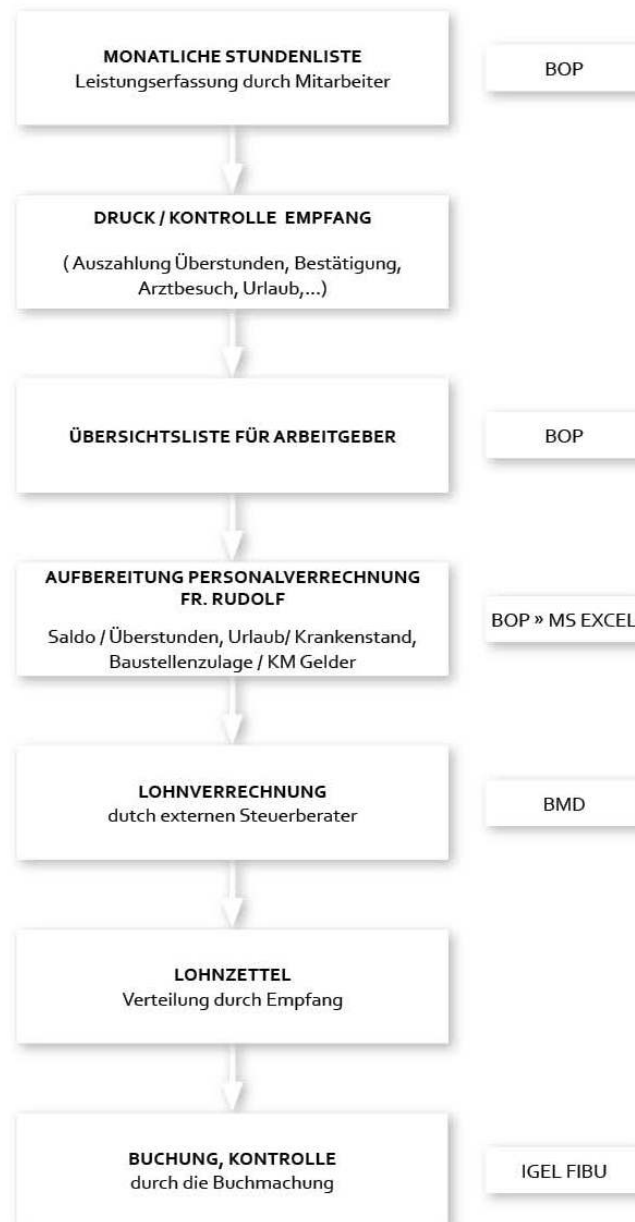 MONATLICHE STUNDENLISTE
Leistungserfassung durch Mitarbeiter
BOP
DRUCK / KONTROLLE EMPFANG
( Auszahlung Überstunden, Bestätigung,
Arztbesuch, Urlaub,...)
ÜBERSICHTSLISTE FÜR ARBEITGEBER
BOP
AUFBEREITUNG PERSONALVERRECHNUNG
FR. RUDOLF
Saldo / Überstunden, Urlaub/ Krankenstand,
Baustellenzulage / KM Gelder
BOP » MS EXCEL
LOHNVERRECHNUNG
dutch externen Steuerberater
BMD
LOHNZETTEL
Verteilung durch Empfang
BUCHUNG, KONTROLLE
durch die Buchmachung
IGEL FIBU